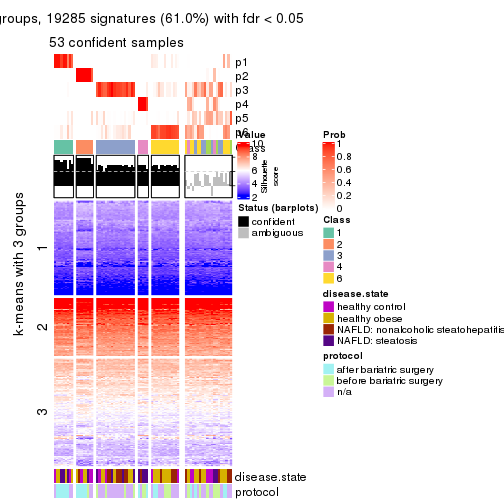 groups, 19285 signatures (61.0%) with fdr < 0.05
53 confident samples
p1
p2
p3
p4
p5
p6
Class
Silhouette
score
k-means with 3 groups
1
2
3
disease.state
protocol
Value
10
8
6
4
2
Status (barplots)
confident
ambiguous
Prob
1
0.8
0.6
0.4
0.2
0
Class
1
2
3
4
6
disease.state
healthy control
healthy obese
NAFLD: nonalcoholic steatohepatitis
NAFLD: steatosis
protocol
after bariatric surgery
before bariatric surgery
n/a